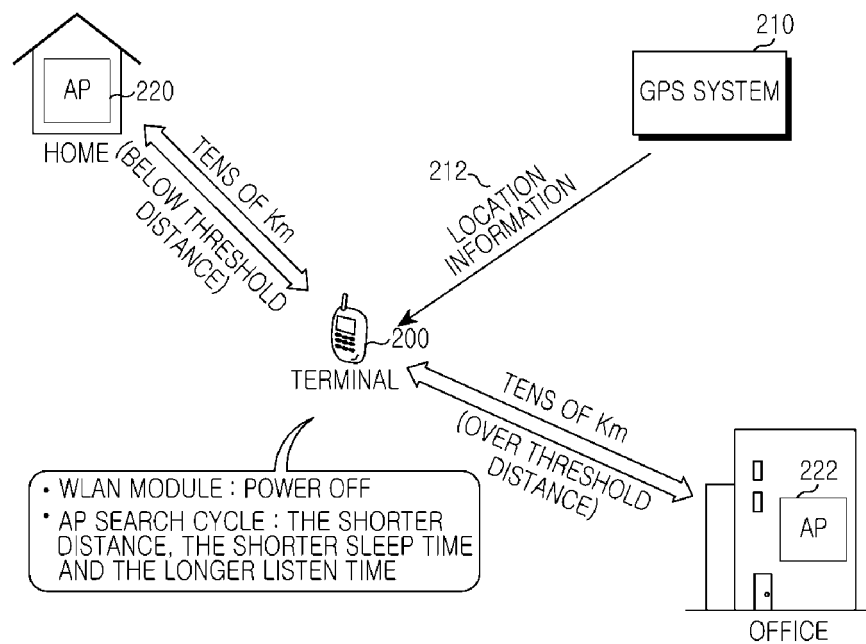 AP
220
HOME
TENS OF Km
(BELOW THRESHOLD
DISTANCE)
210
GPS SYSTEM
212
LOCATION
INFORMATION
200
TERMINAL
TENS OF Km
(OVER THRESHOLD
DISTANCE)
• WLAN MODULE : POWER OFF
• AP SEARCH CYCLE : THE SHORTER
DISTANCE, THE SHORTER SLEEP TIME
AND THE LONGER LISTEN TIME
222
AP
OFFICE